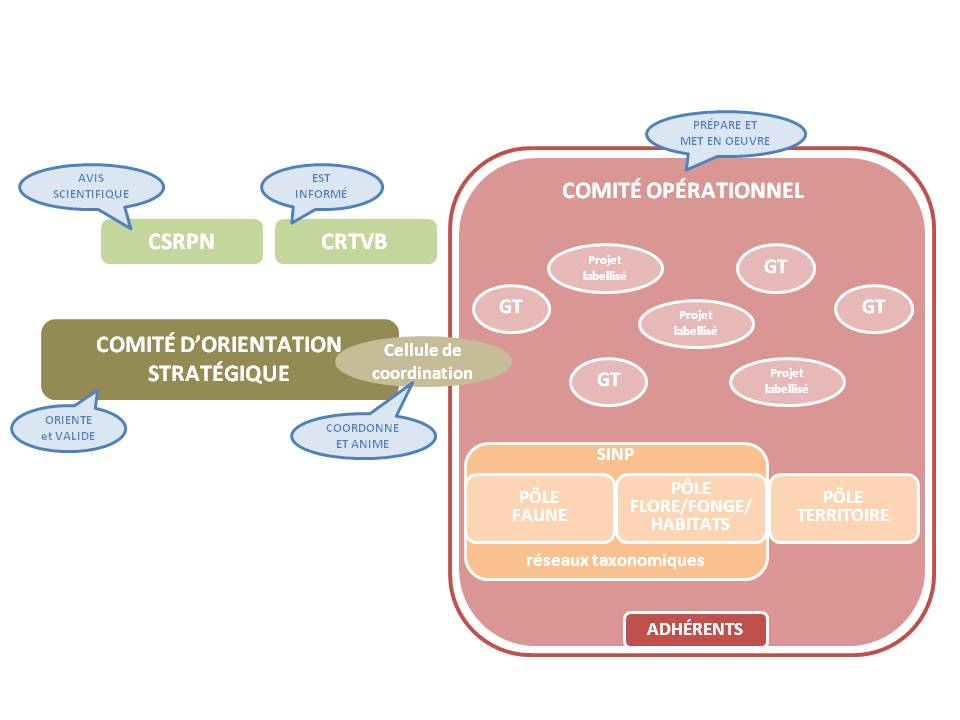 PRÉPARE ET
MET EN OEUVRE
AVIS
SCIENTIFIQUE
EST
INFORMÉ
CSRPN
CRTVB
COMITÉ D’ORIENTATION
STRATÉGIQUE
Cellule de
coordination
ORIENTE
et VALIDE
COORDONNE
ET ANIME
COMITÉ OPÉRATIONNEL
Projet
labellisé
GT
GT
Projet
labellisé
GT
GT
Projet
labellisé
SINP
PÔLE
FAUNE
PÔLE
FLORE/FONGE/
HABITATS
PÔLE
TERRITOIRE
réseaux taxonomiques
ADHÉRENTS